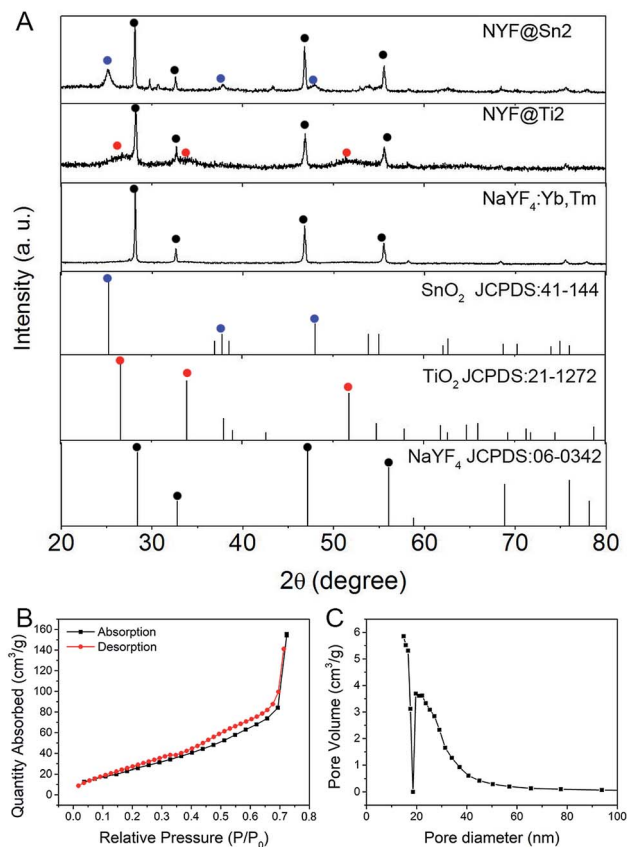 A
NYF@Sn2
NYF@Ti2
NaYF₄:Yb,Tm
SnO₂ JCPDS:41-144
TiO₂ JCPDS:21-1272
NaYF₄ JCPDS:06-0342
Intensity (a. u.)
20 30 40 50 60 70 80
2θ (degree)
B
Absorption
Desorption
Quantity Absorbed (cm³/g)
160
140
120
100
80
60
40
20
0
0.0 0.1 0.2 0.3 0.4 0.5 0.6 0.7 0.8
Relative Pressure (P/P₀)
C
Pore Volume (cm³/g)
6
5
4
3
2
1
0
20 40 60 80 100
Pore diameter (nm)